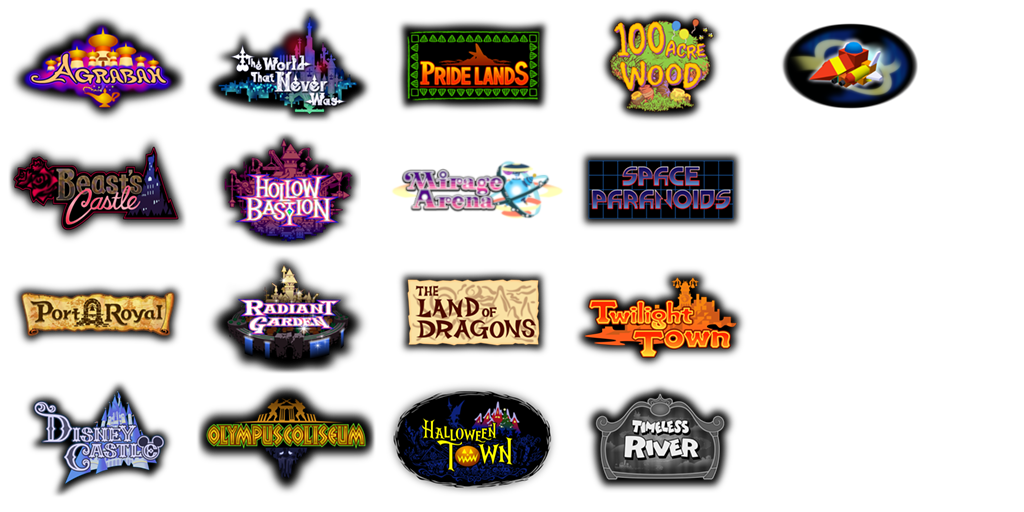 AGRABAH
The World
That Never
Was
PRIDE LANDS
100 ACRE
WOOD
Beast's
Castle
HOLLOW
BASTION
Mirage
Arena
SPACE
PARANOIDS
Port Royal
RADIANT
GARDEN
THE
LAND OF
DRAGONS
Twilight
Town
DISNEY
CASTLE
OLYMPUS COLISEUM
HALLOWEEN
TOWN
TIMELESS
RIVER